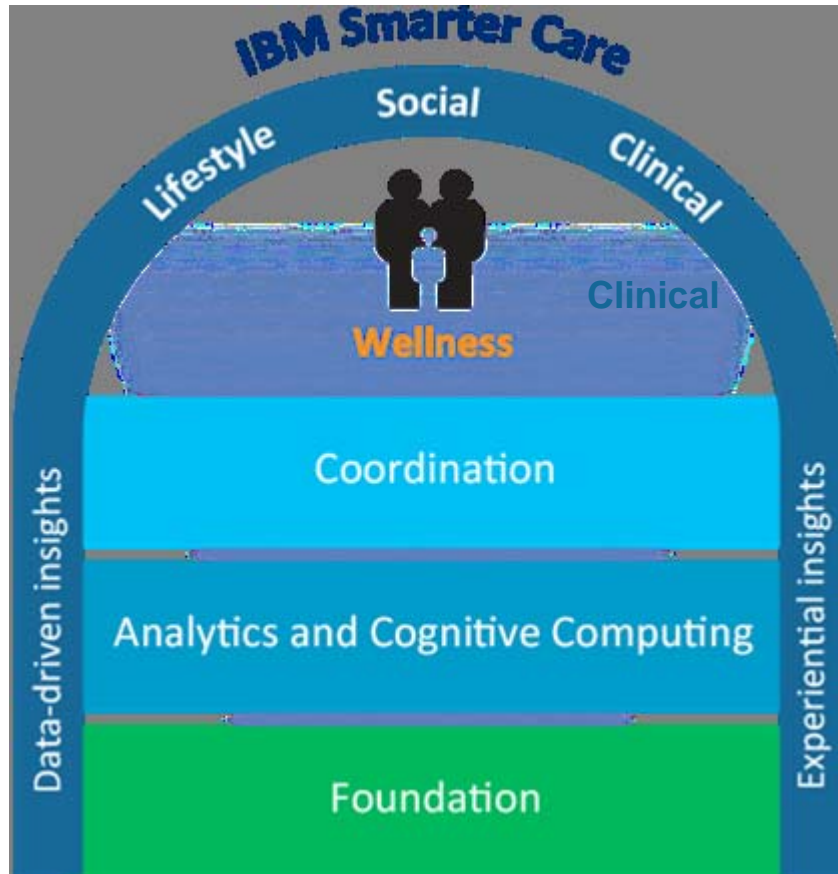 IBM Smarter Care
Lifestyle
Social
Clinical
Clinical
Wellness
Coordination
Analytics and Cognitive Computing
Foundation
Data-driven insights
Experiential insights